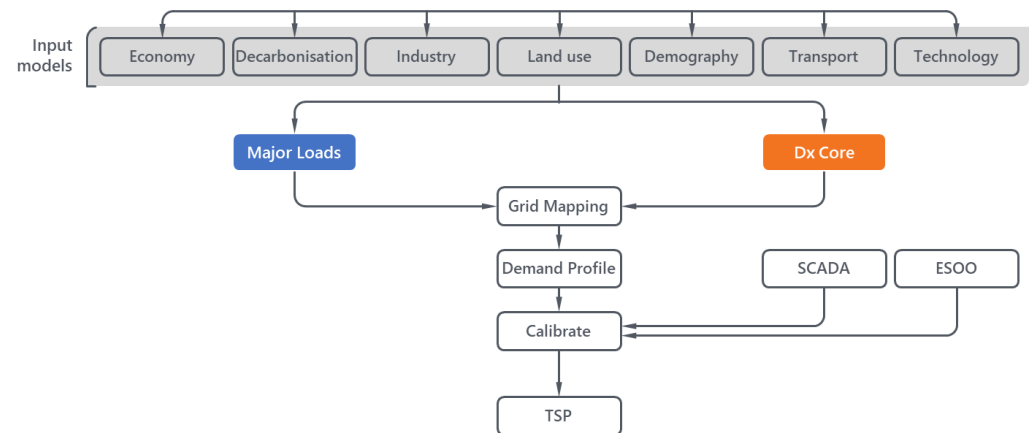 Input
models
Economy
Decarbonisation
Industry
Land use
Demography
Transport
Technology
Major Loads
Dx Core
Grid Mapping
Demand Profile
SCADA
ESOO
Calibrate
TSP